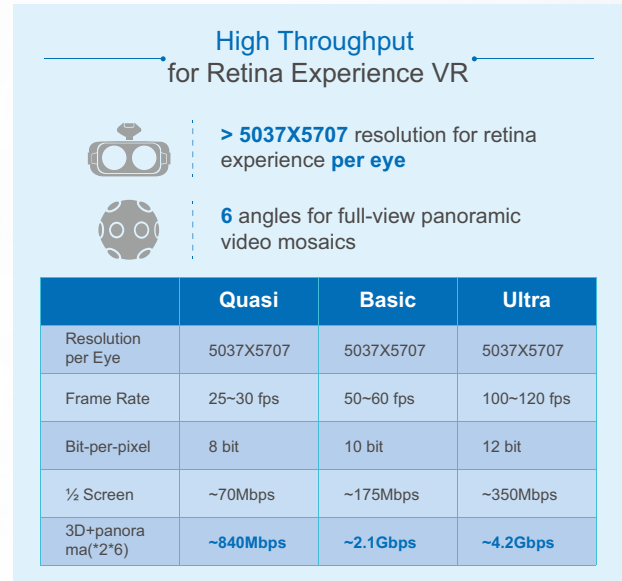 High Throughput
for Retina Experience VR
> 5037X5707 resolution for retina
experience per eye
6 angles for full-view panoramic
video mosaics
Quasi Basic Ultra
Resolution
per Eye 5037X5707 5037X5707 5037X5707
Frame Rate 25~30 fps 50~60 fps 100~120 fps
Bit-per-pixel 8 bit 10 bit 12 bit
½ Screen ~70Mbps ~175Mbps ~350Mbps
3D+panora
ma(*2*6) ~840Mbps ~2.1Gbps ~4.2Gbps